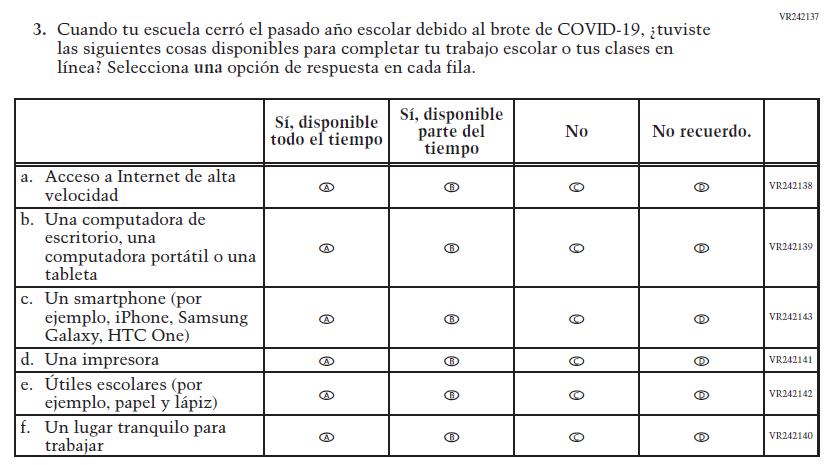 VR242137
3. Cuando tu escuela cerró el pasado año escolar debido al brote de COVID-19, ¿tuviste
las siguientes cosas disponibles para completar tu trabajo escolar o tus clases en
línea? Selecciona una opción de respuesta en cada fila.
Sí, disponible
todo el tiempo
Sí, disponible
parte del
tiempo
No
No recuerdo.
a. Acceso a Internet de alta
velocidad
A B C D VR242138
b. Una computadora de
escritorio, una
computadora portátil o una
tableta
A B C D VR242139
c. Un smartphone (por
ejemplo, iPhone, Samsung
Galaxy, HTC One)
A B C D VR242143
d. Una impresora A B C D VR242141
e. Útiles escolares (por
ejemplo, papel y lápiz)
A B C D VR242142
f. Un lugar tranquilo para
trabajar
A B C D VR242140